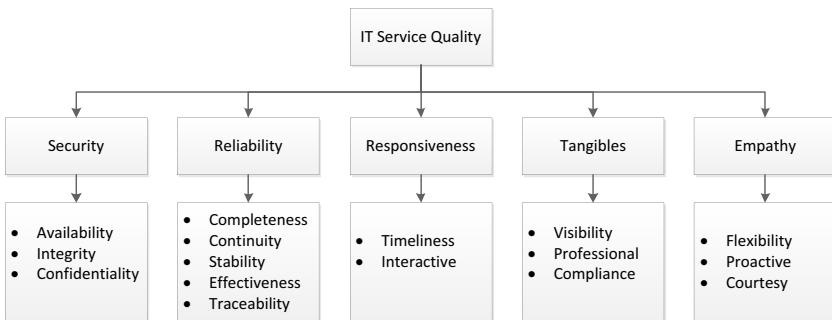 IT Service Quality
Security
Reliability
Responsiveness
Tangibles
Empathy
• Availability
• Integrity
• Confidentiality
• Completeness
• Continuity
• Stability
• Effectiveness
• Traceability
• Timeliness
• Interactive
• Visibility
• Professional
• Compliance
• Flexibility
• Proactive
• Courtesy